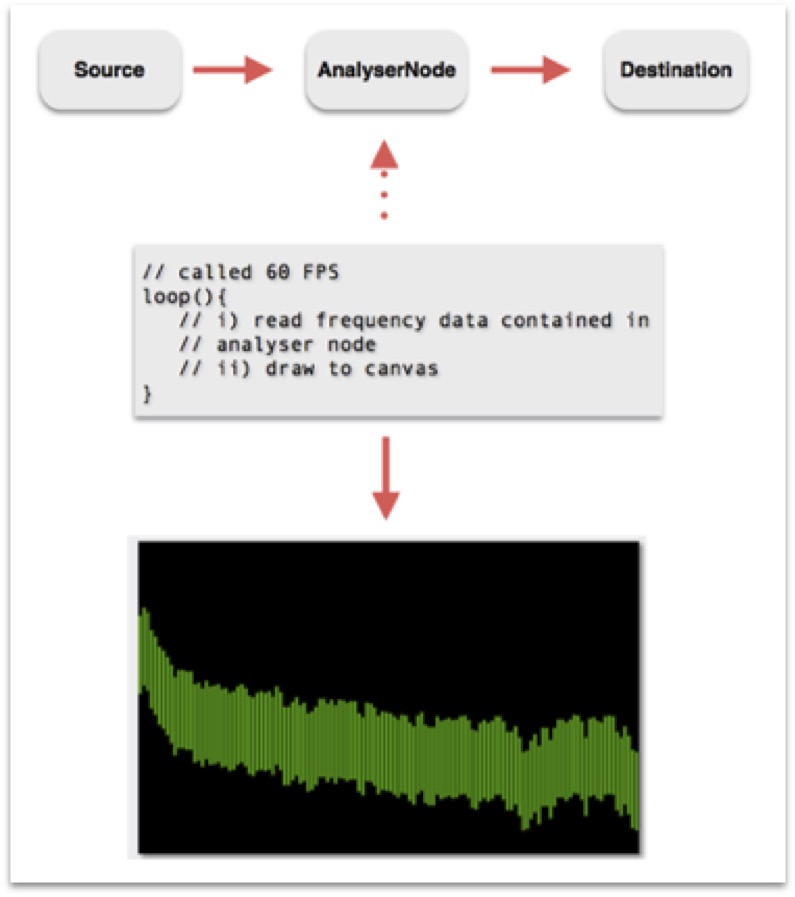 Source
AnalyserNode
Destination
// called 60 FPS
loop(){
   // i) read frequency data contained in
   // analyser node
   // ii) draw to canvas
}